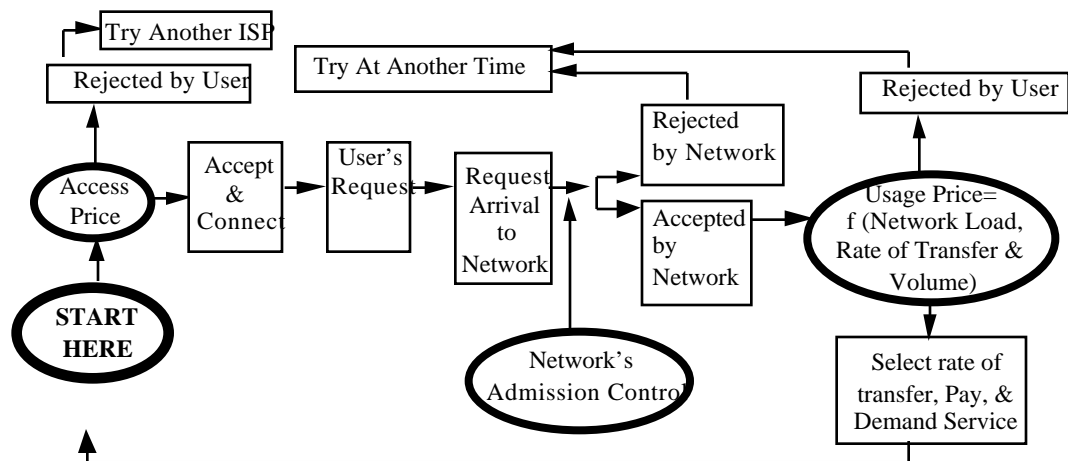 Try Another ISP
Rejected by User
Try At Another Time
Rejected by User
Rejected
by Network
Access
Price
Accept
&
Connect
User's
Request
Request
Arrival
to
Network
Accepted
by
Network
Usage Price=
f (Network Load,
Rate of Transfer &
Volume)
START
HERE
Network's
Admission Control
Select rate of
transfer, Pay, &
Demand Service